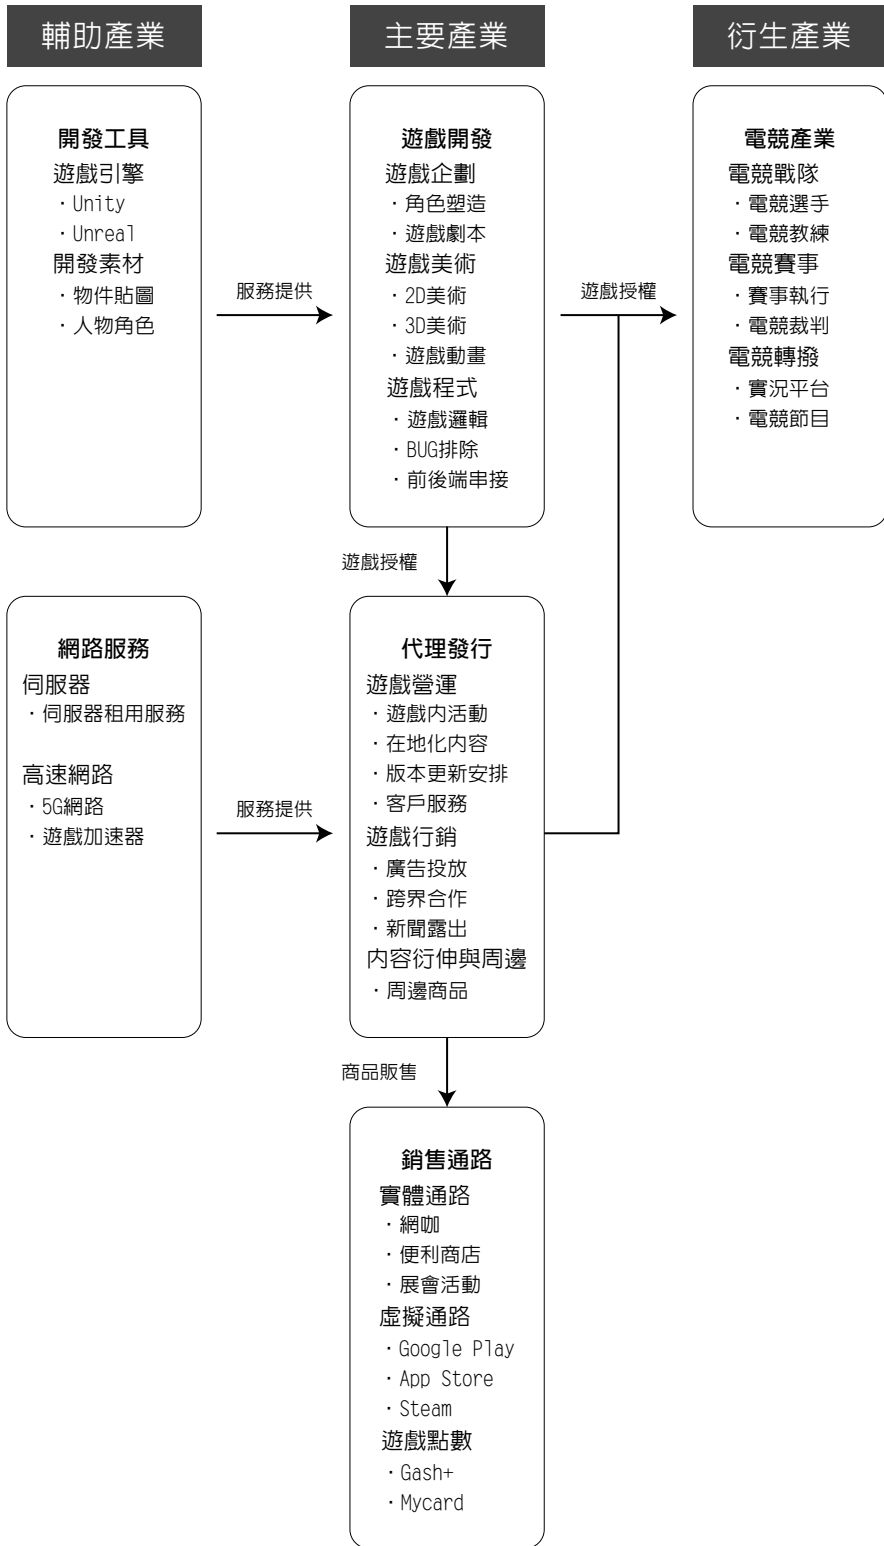 輔助產業
主要產業
衍生產業
開發工具
遊戲引擎
・Unity
・Unreal
開發素材
・物件貼圖
・人物角色
服務提供
遊戲開發
遊戲企劃
・角色塑造
・遊戲劇本
遊戲美術
・2D美術
・3D美術
・遊戲動畫
遊戲程式
・遊戲邏輯
・BUG排除
・前後端串接
遊戲授權
電競產業
電競戰隊
・電競選手
・電競教練
電競賽事
・賽事執行
・電競裁判
電競轉撥
・實況平台
・電競節目
遊戲授權
網路服務
伺服器
・伺服器租用服務
高速網路
・5G網路
・遊戲加速器
服務提供
代理發行
遊戲營運
・遊戲內活動
・在地化內容
・版本更新安排
・客戶服務
遊戲行銷
・廣告投放
・跨界合作
・新聞露出
內容衍伸與周邊
・周邊商品
商品販售
銷售通路
實體通路
・網咖
・便利商店
・展會活動
虛擬通路
・Google Play
・App Store
・Steam
遊戲點數
・Gash+
・Mycard